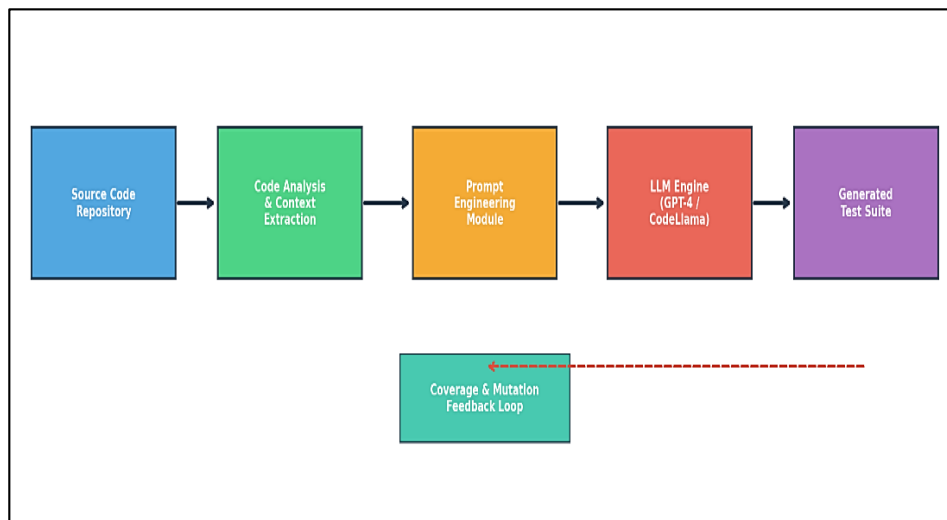 Source Code
Repository
Code Analysis
& Context
Extraction
Prompt
Engineering
Module
LLM Engine
(GPT-4 /
CodeLlama)
Generated
Test Suite
Coverage & Mutation
Feedback Loop